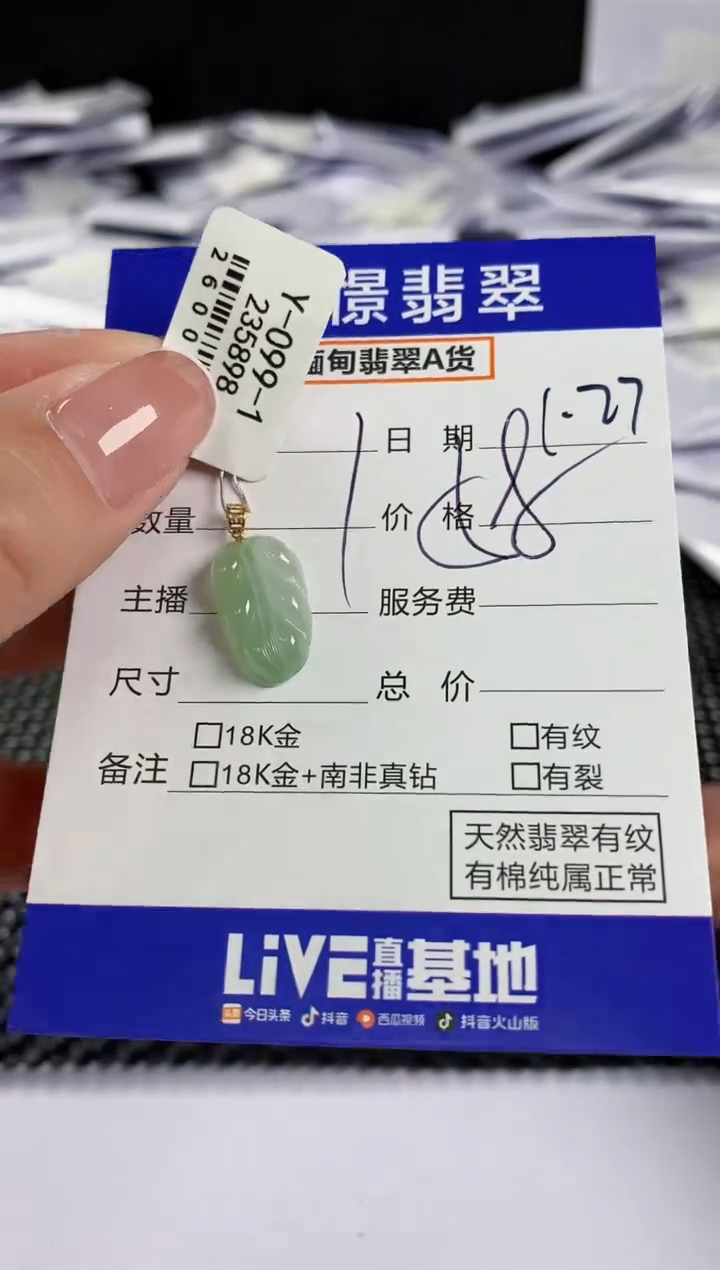 憬翡翠
缅甸翡翠A货
Y-099-1
235898
2600
日 期 1.27
数量 1 价 格 68
主播 服务费
尺寸 总 价
□18K金 □有纹
备注 □18K金+南非真钻 □有裂
天然翡翠有纹
有棉纯属正常
LiVE直播基地
头条 今日头条 抖音 西瓜视频 抖音火山版